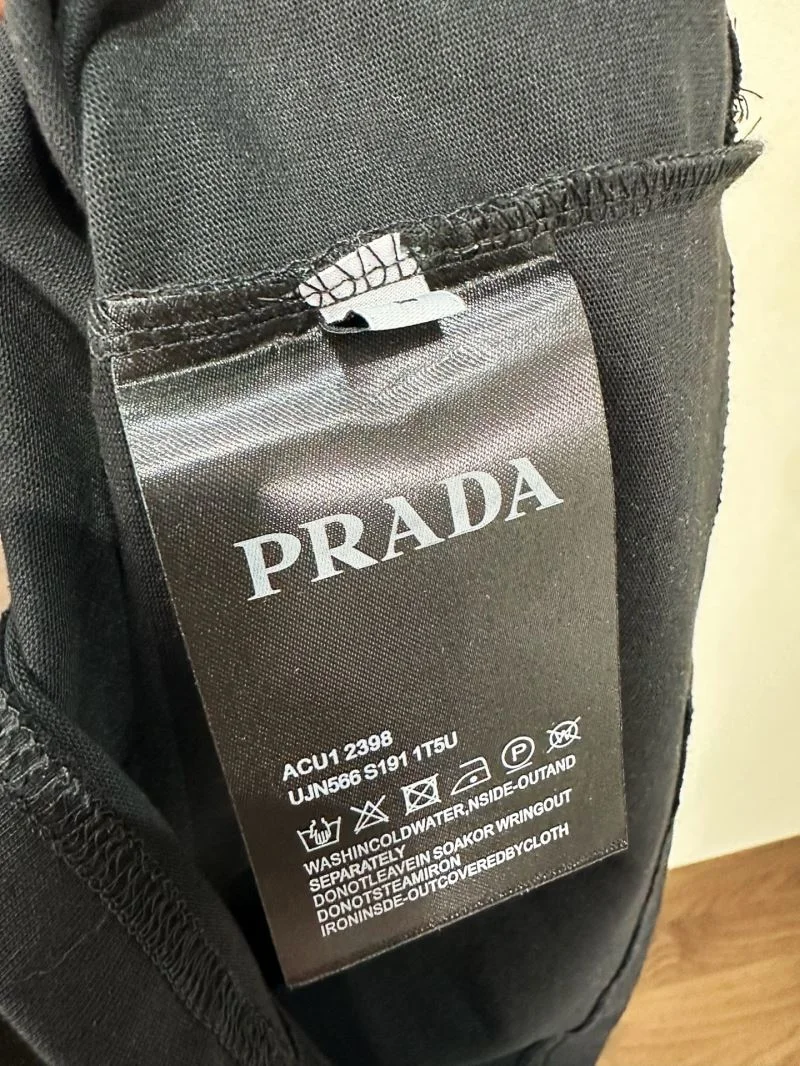 PRADA
ACU1 2398
UJN566 S191 1T5U
P W
WASHINCOLDWATER,NSIDE-OUTAND
SEPARATELY
DONOTLEAVEIN SOAKOR WRINGOUT
DONOTSTEAMIRON
IRONINSDE-OUTCOVEREDBYCLOTH